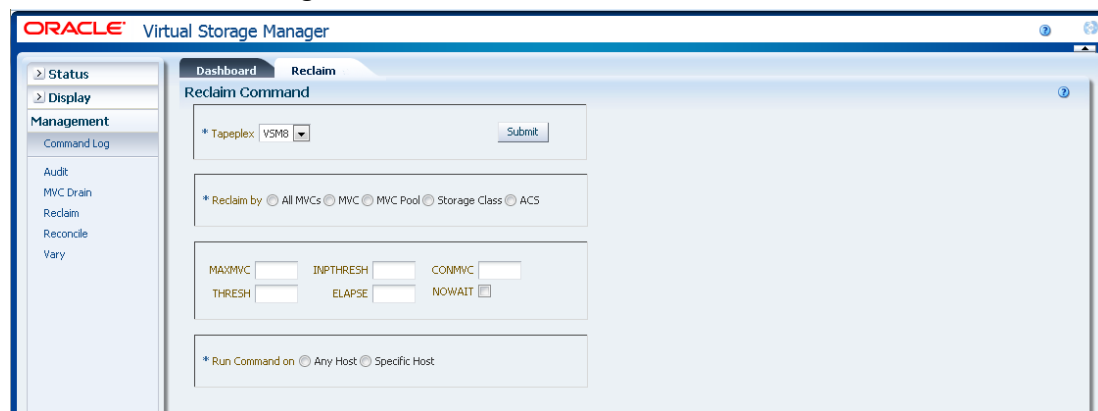 ORACLE Virtual Storage Manager
Status
Display
Management
Command Log
Audit
MVC Drain
Reclaim
Reconcile
Vary
Dashboard Reclaim
Reclaim Command
* Tapeplex VSM8 Submit
* Reclaim by All MVCs MVC MVC Pool Storage Class ACS
MAXMVC INPTHRESH CONMVC
THRESH ELAPSE NOWAIT
* Run Command on Any Host Specific Host